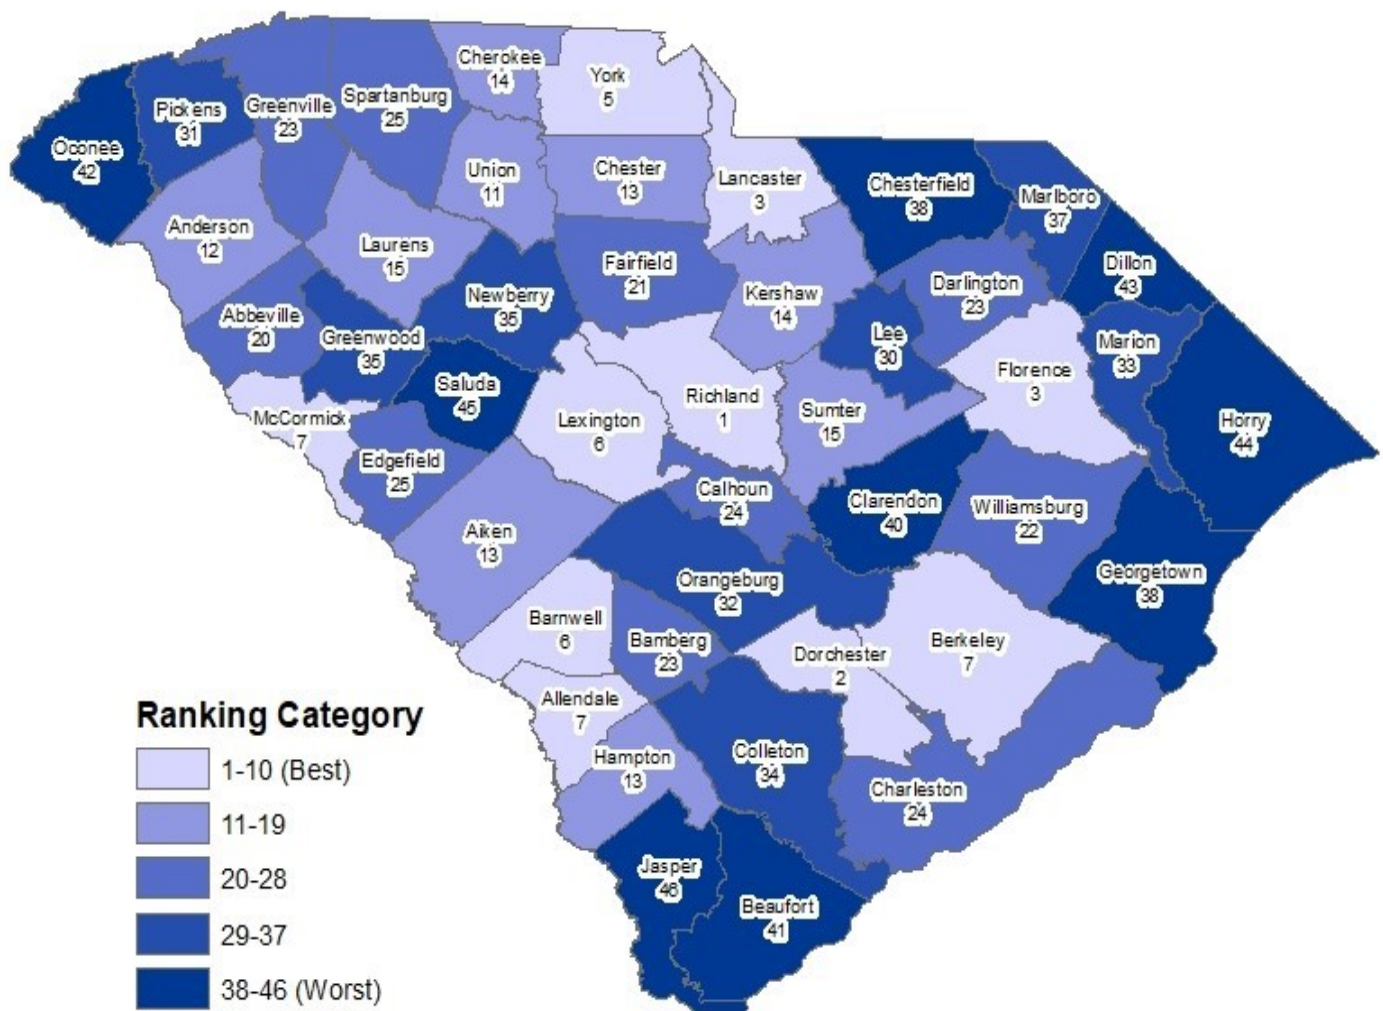 Cherokee
14
York
5
Pickens
31
Greenville
23
Spartanburg
25
Oconee
42
Union
11
Chester
13
Lancaster
3
Chesterfield
38
Marlboro
37
Anderson
12
Laurens
15
Fairfield
21
Kershaw
14
Darlington
23
Dillon
43
Newberry
35
Abbeville
20
Greenwood
35
Lee
30
Marion
33
Saluda
45
Florence
3
McCormick
7
Lexington
6
Richland
1
Sumter
15
Horry
44
Edgefield
25
Calhoun
24
Clarendon
40
Williamsburg
22
Aiken
13
Orangeburg
32
Georgetown
38
Barnwell
6
Bamberg
23
Dorchester
2
Berkeley
7
Allendale
7
Hampton
13
Colleton
34
Charleston
24
Jasper
46
Beaufort
41
Ranking Category
1-10 (Best)
11-19
20-28
29-37
38-46 (Worst)